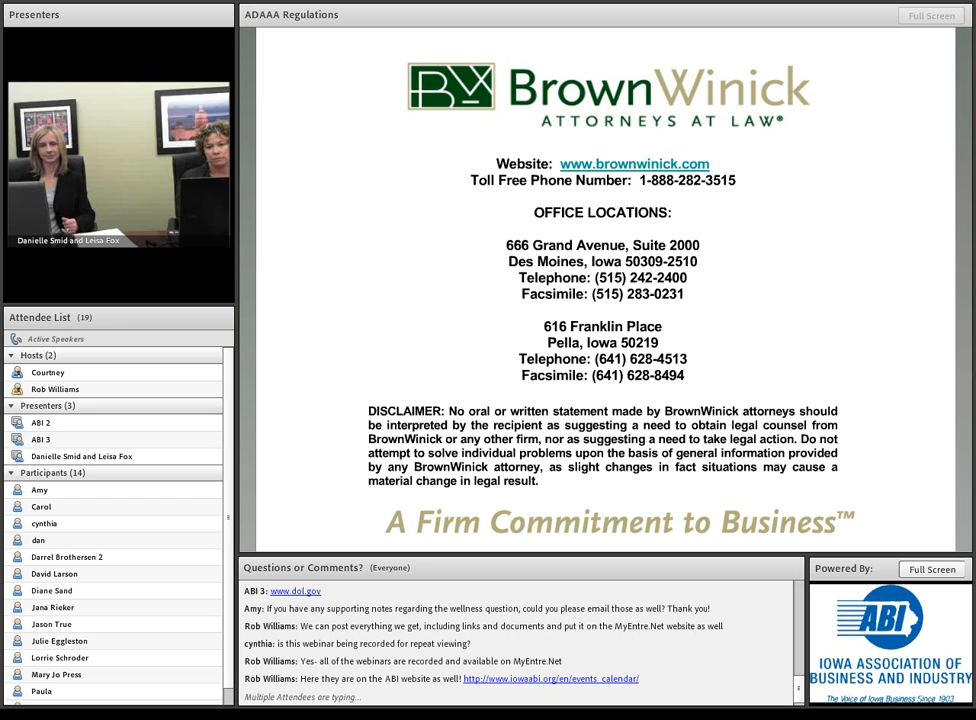 Presenters
Danielle Smid and Leisa Fox
Attendee List (19)
Active Speakers
Hosts (2)
Courtney
Rob Williams
Presenters (3)
ABI 2
ABI 3
Danielle Smid and Leisa Fox
Participants (14)
Amy
Carol
cynthia
dan
Darrel Brothersen 2
David Larson
Diane Sand
Jana Rieker
Jason True
Julie Eggleston
Lorrie Schroder
Mary Jo Press
Paula
ADAAA Regulations
Full Screen
BW BrownWinick
ATTORNEYS AT LAW®
Website: www.brownwinick.com
Toll Free Phone Number: 1-888-282-3515
OFFICE LOCATIONS:
666 Grand Avenue, Suite 2000
Des Moines, Iowa 50309-2510
Telephone: (515) 242-2400
Facsimile: (515) 283-0231
616 Franklin Place
Pella, Iowa 50219
Telephone: (641) 628-4513
Facsimile: (641) 628-8494
DISCLAIMER: No oral or written statement made by BrownWinick attorneys should
be interpreted by the recipient as suggesting a need to obtain legal counsel from
BrownWinick or any other firm, nor as suggesting a need to take legal action. Do not
attempt to solve individual problems upon the basis of general information provided
by any BrownWinick attorney, as slight changes in fact situations may cause a
material change in legal result.
A Firm Commitment to Business™
Questions or Comments? (Everyone)
ABI 3: www.dol.gov
Amy: If you have any supporting notes regarding the wellness question, could you please email those as well? Thank you!
Rob Williams: We can post everything we get, including links and documents and put it on the MyEntre.Net website as well
cynthia: is this webinar being recorded for repeat viewing?
Rob Williams: Yes- all of the webinars are recorded and available on MyEntre.Net
Rob Williams: Here they are on the ABI website as well! http://www.iowaabi.org/en/events_calendar/
Multiple Attendees are typing...
Powered By:
Full Screen
ABI
IOWA ASSOCIATION OF
BUSINESS AND INDUSTRY
The Voice of Iowa Business Since 1903